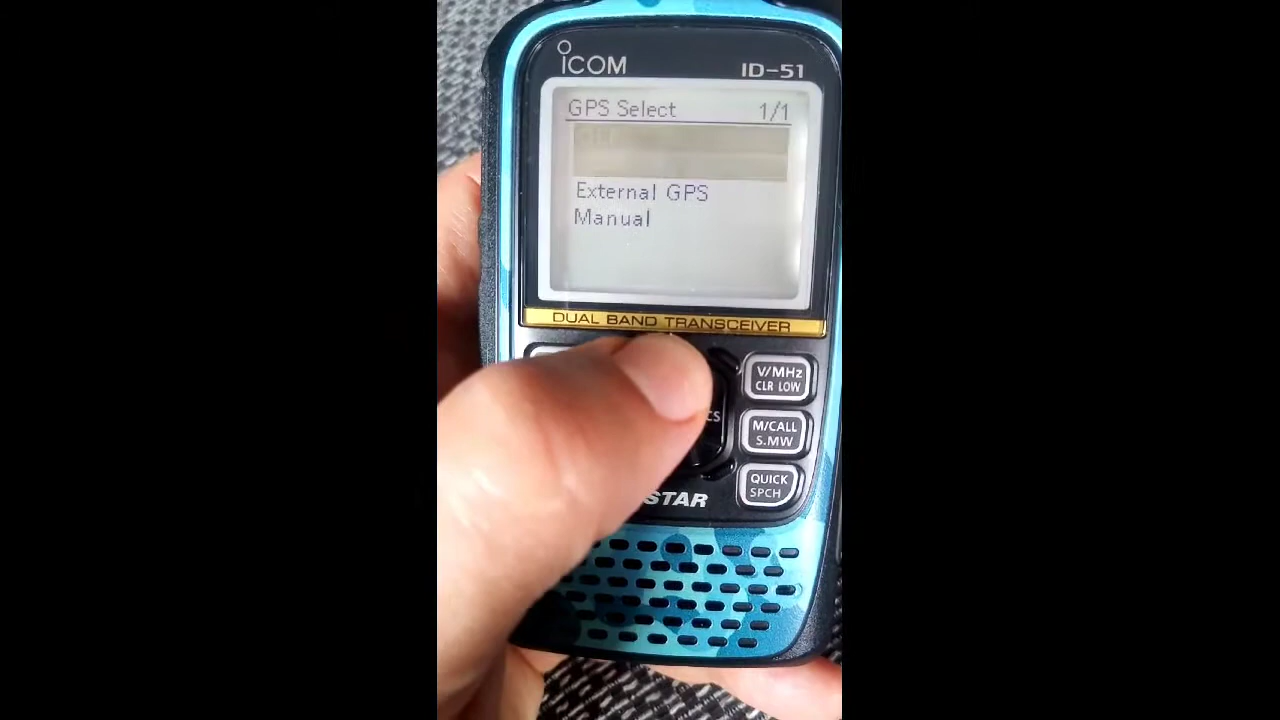 ICOM
ID-51
GPS Select 1/1
External GPS
Manual
DUAL BAND TRANSCEIVER
V/MHz
CLR LOW
CS
M/CALL
S.MW
QUICK
SPCH
STAR